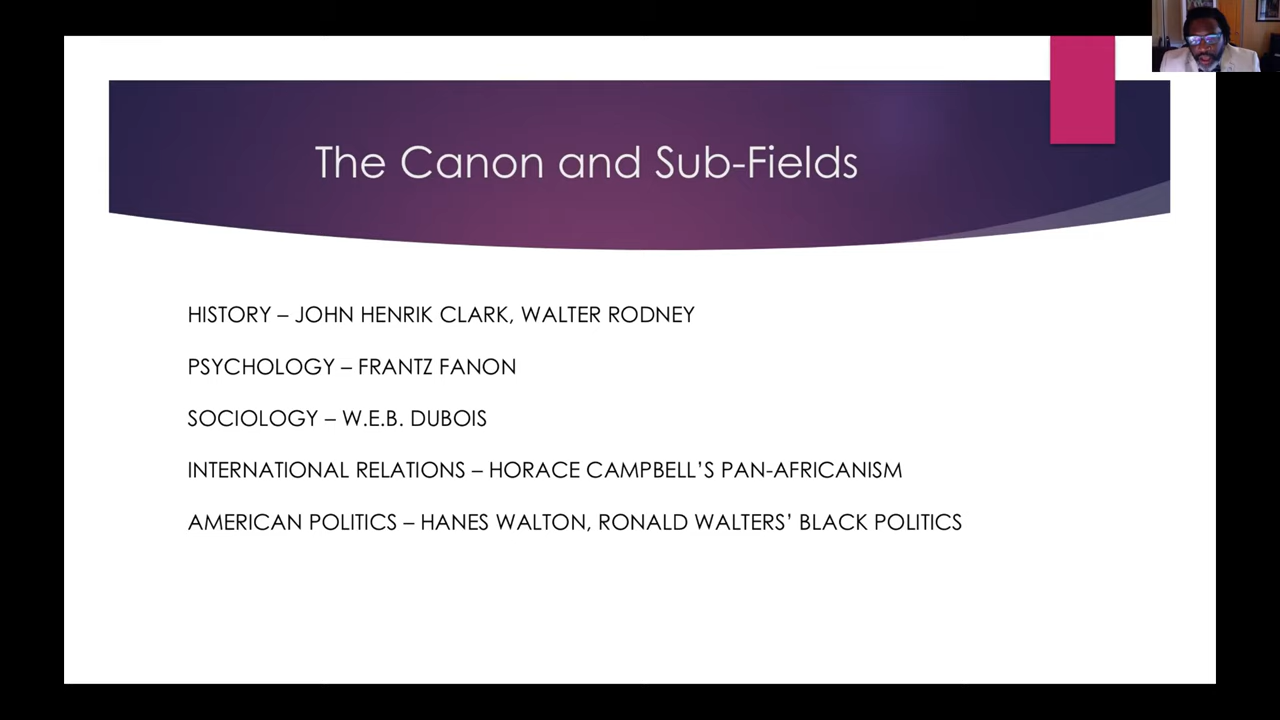 The Canon and Sub-Fields
HISTORY – JOHN HENRIK CLARK, WALTER RODNEY
PSYCHOLOGY – FRANTZ FANON
SOCIOLOGY – W.E.B. DUBOIS
INTERNATIONAL RELATIONS – HORACE CAMPBELL’S PAN-AFRICANISM
AMERICAN POLITICS – HANES WALTON, RONALD WALTERS’ BLACK POLITICS